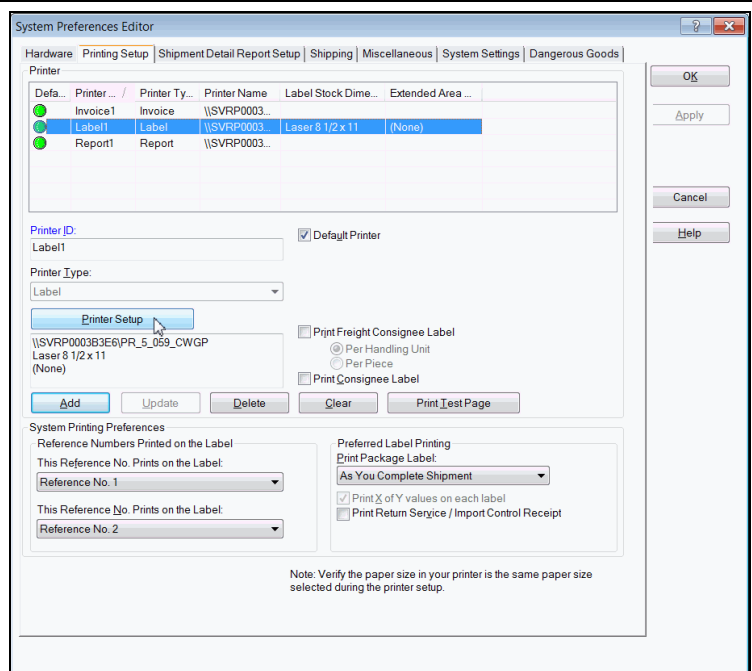 System Preferences Editor
Hardware Printing Setup Shipment Detail Report Setup Shipping Miscellaneous System Settings Dangerous Goods
Printer
Defa... Printer ... / Printer Ty... Printer Name Label Stock Dime... Extended Area ...
Invoice1 Invoice \\SVRP0003...
Label1 Label \\SVRP0003... Laser 8 1/2 x 11 (None)
Report1 Report \\SVRP0003...
OK
Apply
Cancel
Help
Printer ID:
Label1
Default Printer
Printer Type:
Label
Printer Setup
\\SVRP0003B3E6\PR_5_059_CWGP
Laser 8 1/2 x 11
(None)
Print Freight Consignee Label
Per Handling Unit
Per Piece
Print Consignee Label
Add Update Delete Clear Print Test Page
System Printing Preferences
Reference Numbers Printed on the Label
This Reference No. Prints on the Label:
Reference No. 1
This Reference No. Prints on the Label:
Reference No. 2
Preferred Label Printing
Print Package Label:
As You Complete Shipment
Print X of Y values on each label
Print Return Service / Import Control Receipt
Note: Verify the paper size in your printer is the same paper size
selected during the printer setup.